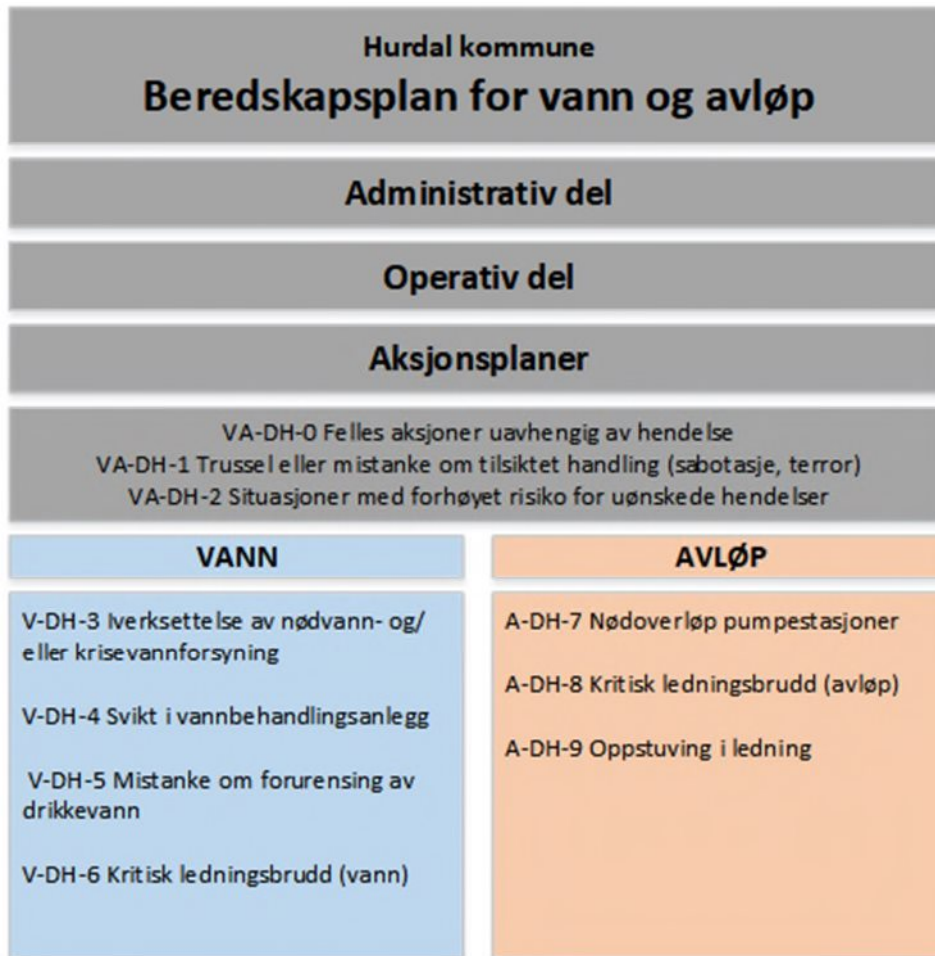 Hurdal kommune
Beredskapsplan for vann og avløp
Administrativ del
Operativ del
Aksjonsplaner
VA-DH-0 Felles aksjoner uavhengig av hendelse
VA-DH-1 Trussel eller mistanke om tilsiktet handling (sabotasje, terror)
VA-DH-2 Situasjoner med forhøyet risiko for uønskede hendelser
VANN
V-DH-3 Iverksettelse av nødvann- og/
eller krisevannforsyning
V-DH-4 Svikt i vannbehandlingsanlegg
V-DH-5 Mistanke om forurensing av
drikkevann
V-DH-6 Kritisk ledningsbrudd (vann)
AVLØP
A-DH-7 Nødoverløp pumpestasjoner
A-DH-8 Kritisk ledningsbrudd (avløp)
A-DH-9 Oppstuving i ledning